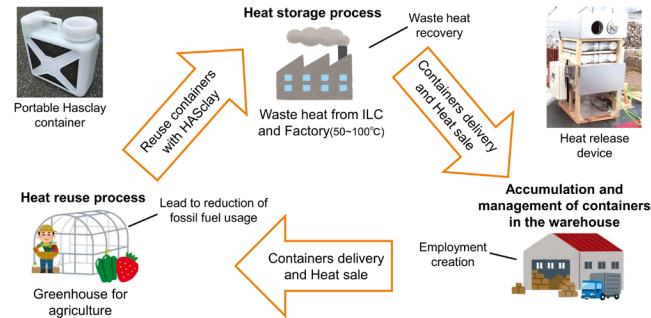 Heat storage process
Waste heat
recovery
Portable Hasclay
container
Reuse containers
with HASclay
Waste heat from ILC
and Factory(50~100℃)
Containers delivery
and Heat sale
Heat release
device
Heat reuse process
Lead to reduction of
fossil fuel usage
Accumulation and
management of containers
in the warehouse
Containers delivery
and Heat sale
Employment
creation
Greenhouse for
agriculture